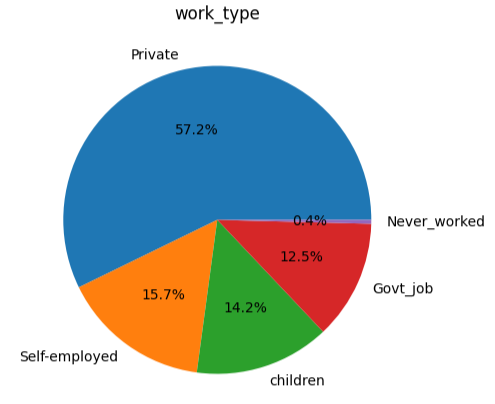 work_type
Private
57.2%
0.4%
Never_worked
12.5%
Govt_job
15.7%
14.2%
Self-employed
children